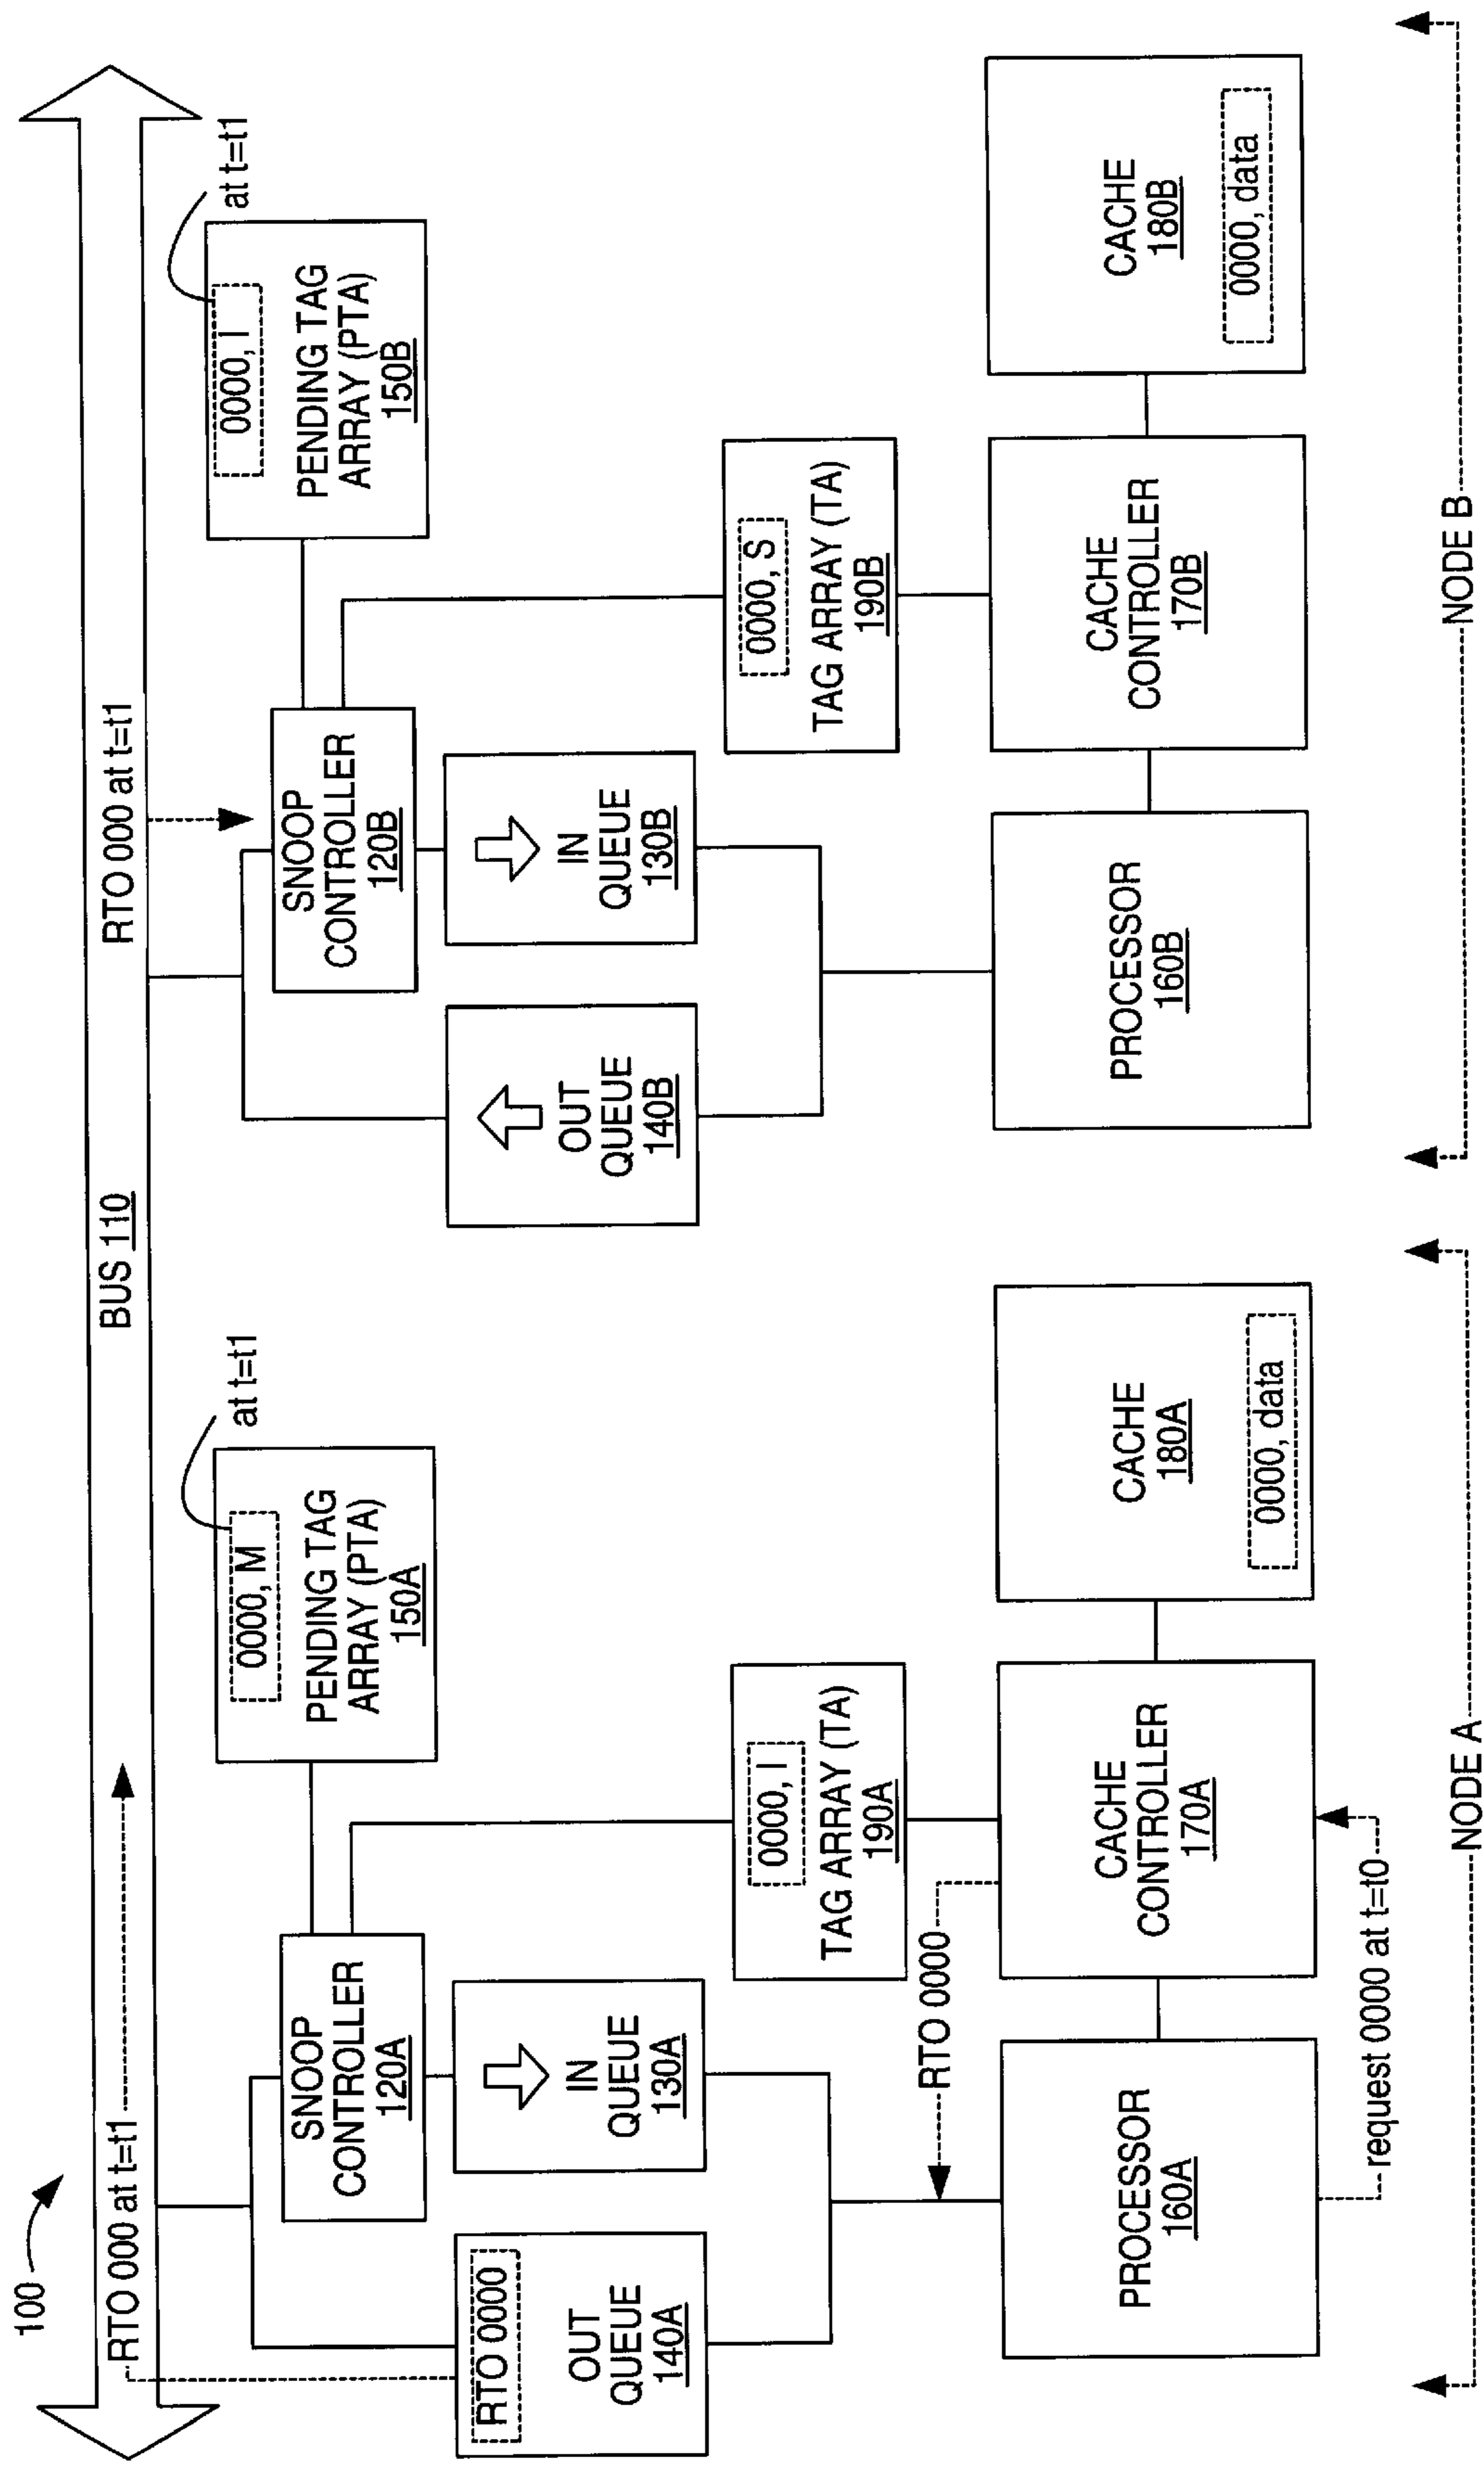 100
BUS 110
RTO 000 at t=t1
RTO 000 at t=t1
0000, M
at t=t1
PENDING TAG
ARRAY (PTA)
150A
SNOOP
CONTROLLER
120A
RTO 0000
OUT
QUEUE
140A
IN
QUEUE
130A
0000, I
TAG ARRAY (TA)
190A
RTO 0000
PROCESSOR
160A
CACHE
CONTROLLER
170A
CACHE
180A
0000, data
request 0000 at t=t0
NODE A
0000, I
at t=t1
PENDING TAG
ARRAY (PTA)
150B
SNOOP
CONTROLLER
120B
OUT
QUEUE
140B
IN
QUEUE
130B
0000, S
TAG ARRAY (TA)
190B
PROCESSOR
160B
CACHE
CONTROLLER
170B
CACHE
180B
0000, data
NODE B